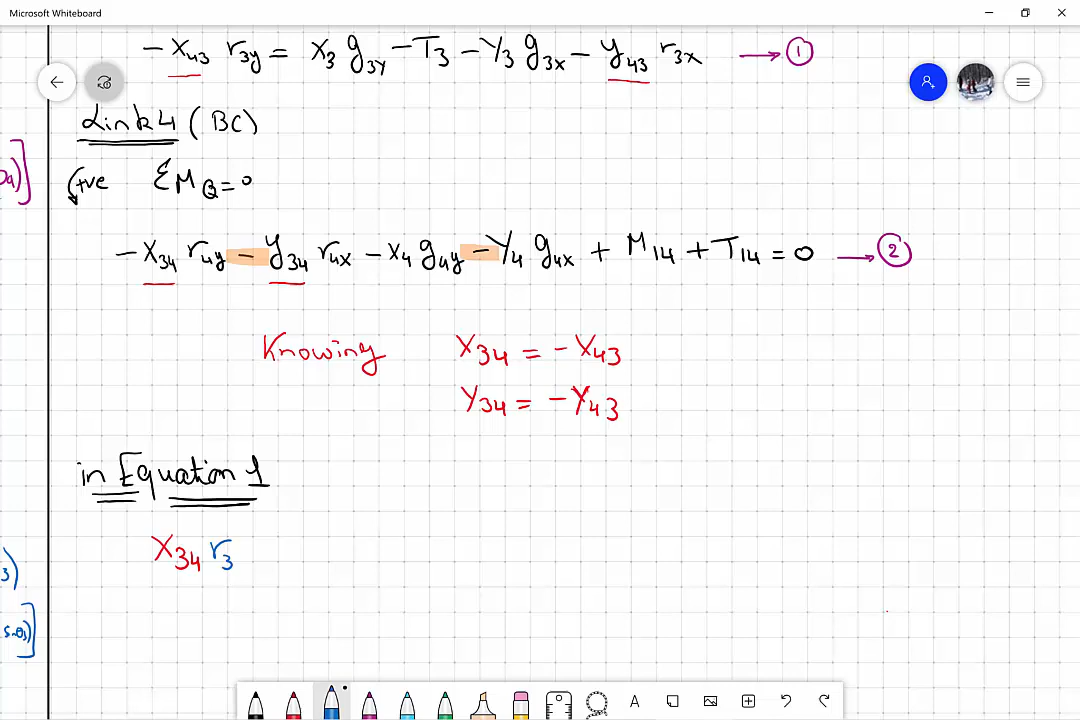 Microsoft Whiteboard
-X43 r3y = X3 g3y - T3 - Y3 g3x - y43 r3x → ①
Link 4 (BC)
+ve ΣMQ=0
-X34 r4y - Y34 r4x - X4 g4y - Y4 g4x + M14 + T14 = 0 → ②
Knowing X34 = -X43
Y34 = -Y43
in Equation 1
X34 r3
3)
A